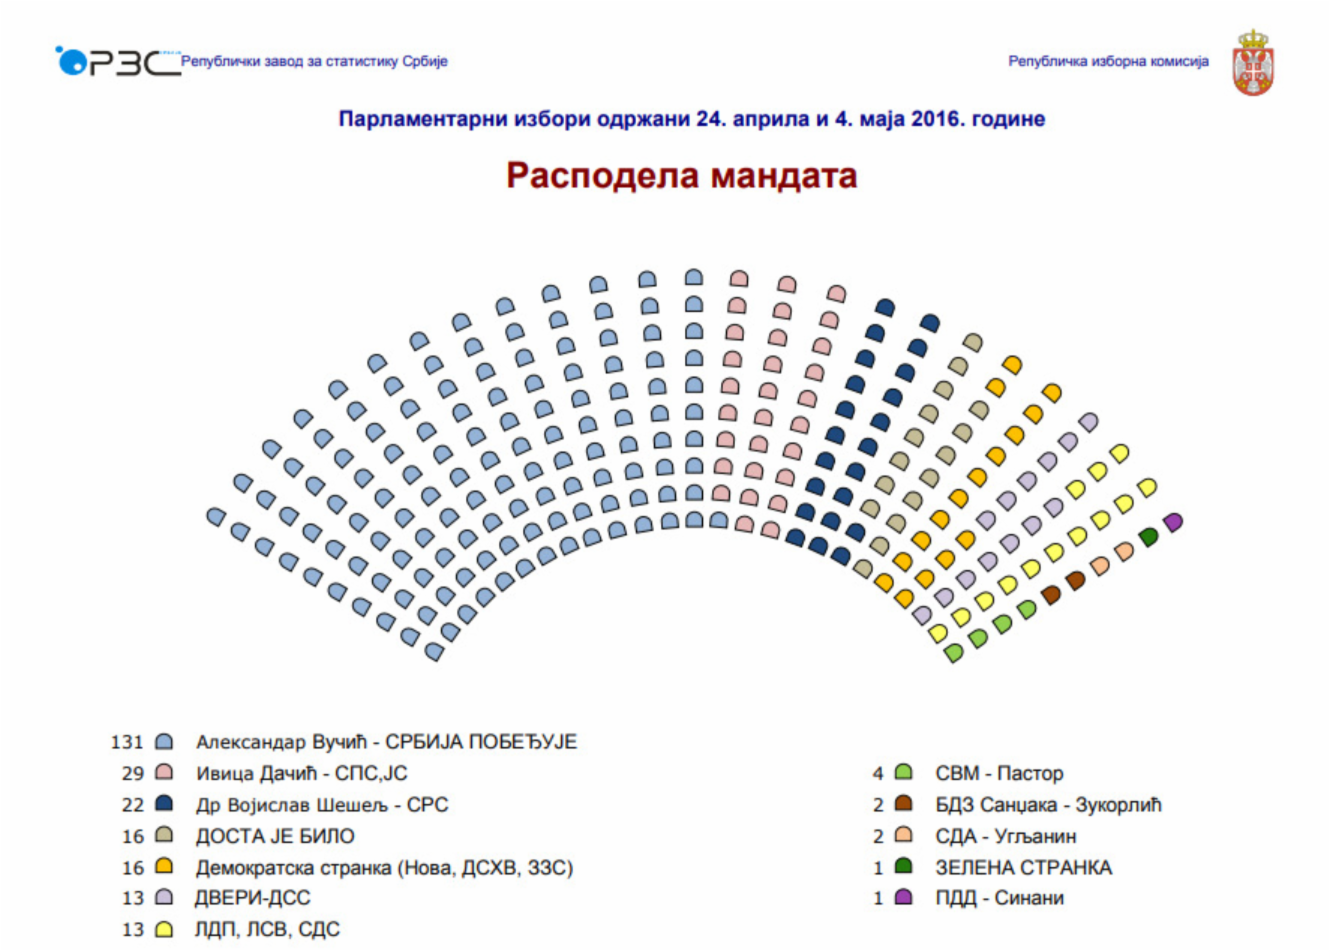 РЗС Републички завод за статистику Србије
Републичка изборна комисија
Парламентарни избори одржани 24. априла и 4. маја 2016. године
Расподела мандата
131 Александар Вучић - СРБИЈА ПОБЕЂУЈЕ
29 Ивица Дачић - СПС,ЈС
22 Др Војислав Шешељ - СРС
16 ДОСТА ЈЕ БИЛО
16 Демократска странка (Нова, ДСХВ, ЗЗС)
13 ДВЕРИ-ДСС
13 ЛДП, ЛСВ, СДС
4 СВМ - Пастор
2 БДЗ Санџака - Зукорлић
2 СДА - Угљанин
1 ЗЕЛЕНА СТРАНКА
1 ПДД - Синани